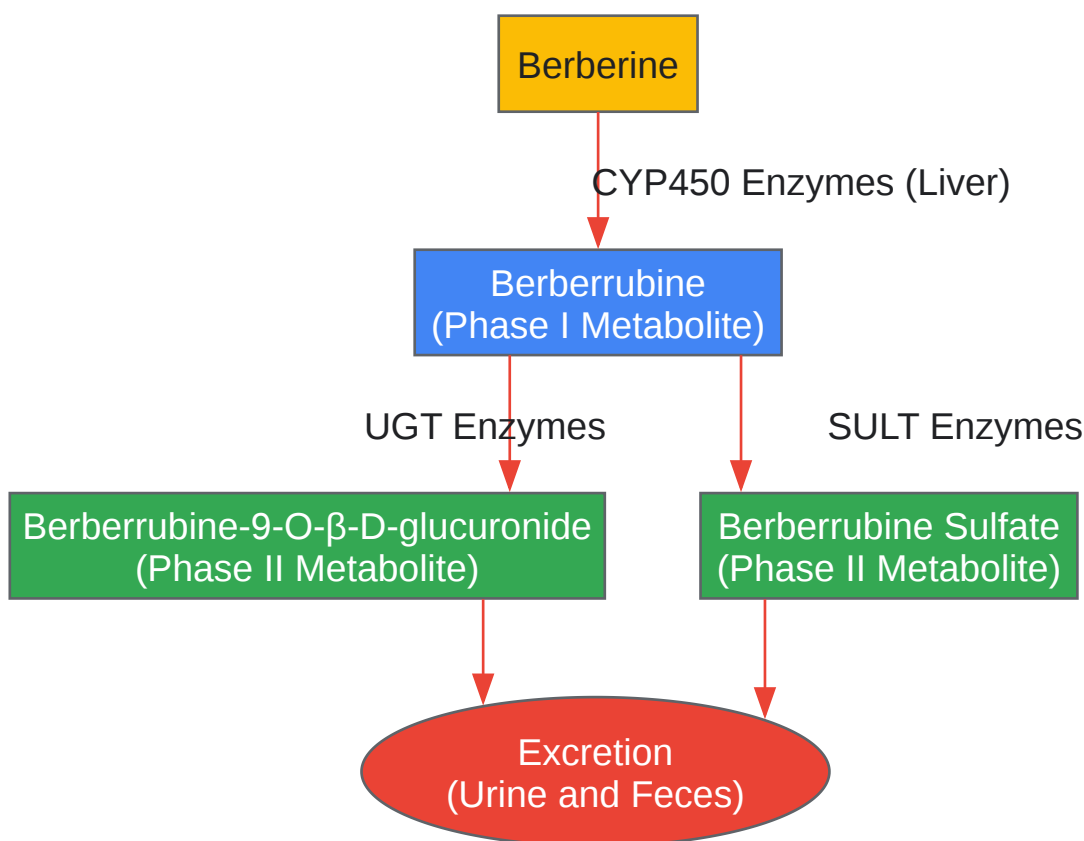 Berberine
CYP450 Enzymes (Liver)
Berberrubine
(Phase I Metabolite)
UGT Enzymes
SULT Enzymes
Berberrubine-9-O-β-D-glucuronide
(Phase II Metabolite)
Berberrubine Sulfate
(Phase II Metabolite)
Excretion
(Urine and Feces)